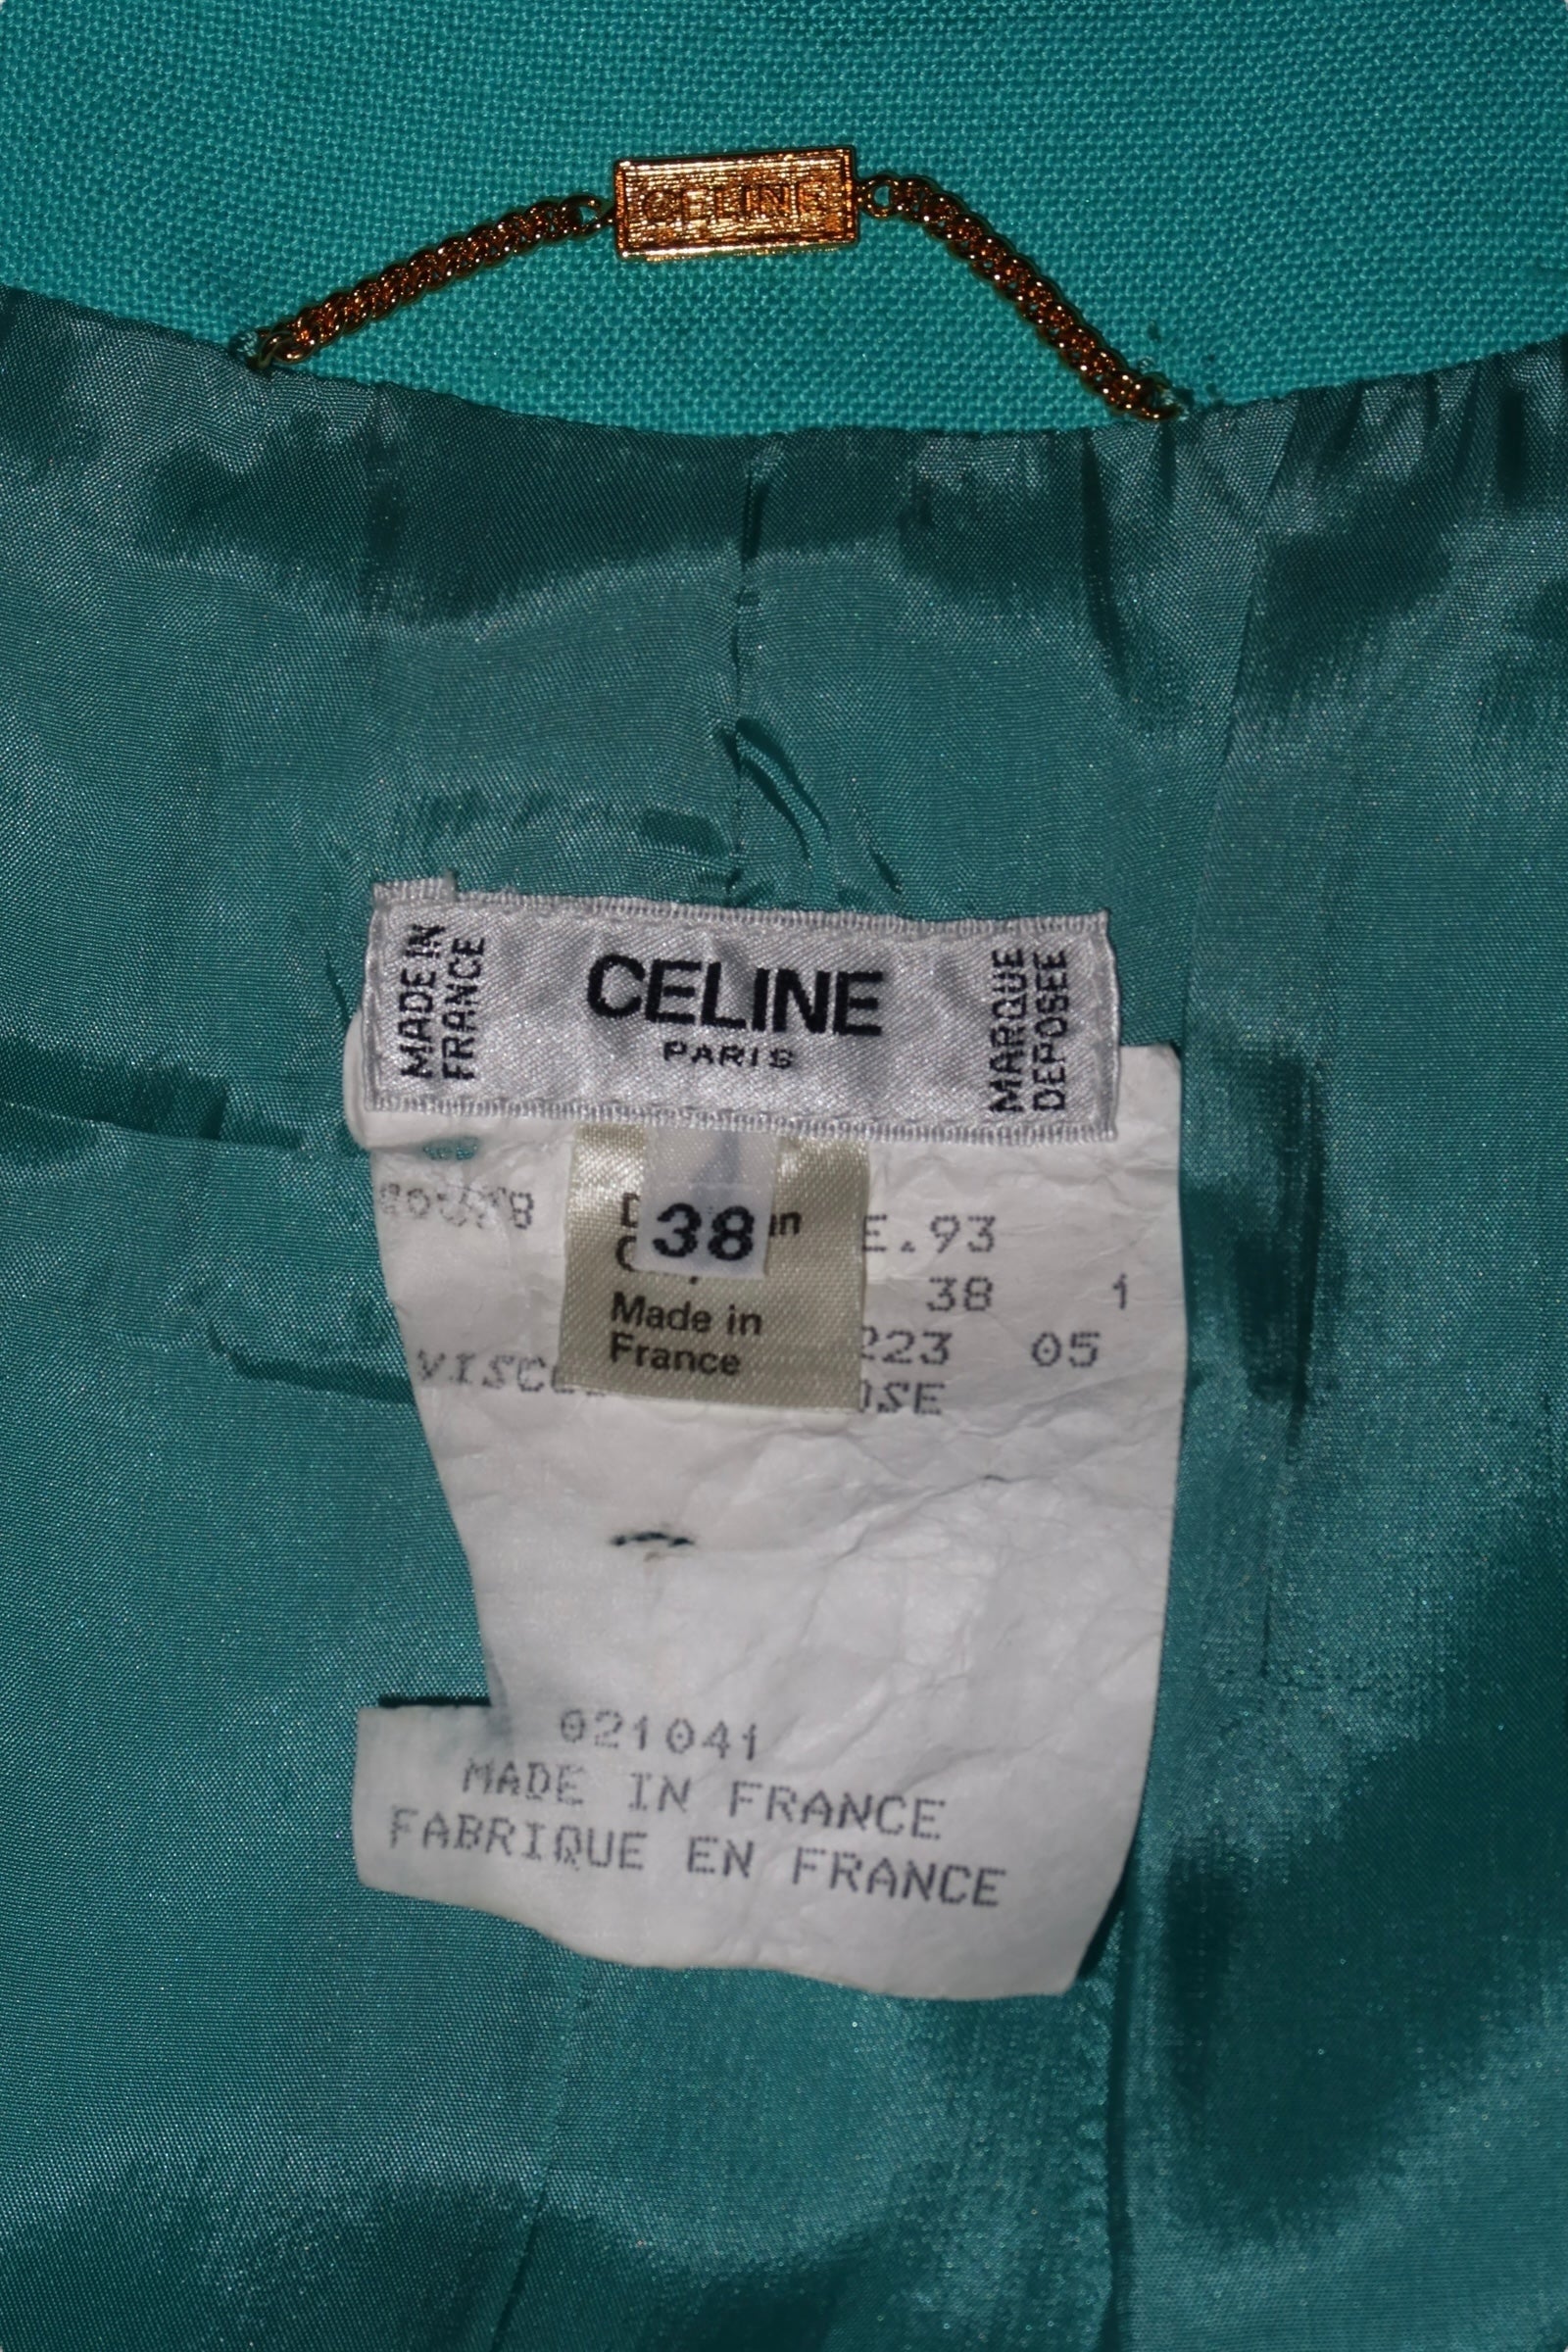 CELINE
MADE IN
FRANCE
CELINE
PARIS
MARQUE
DEPOSEE
38
Made in
France
E.93
38 1
223 05
021041
MADE IN FRANCE
FABRIQUE EN FRANCE